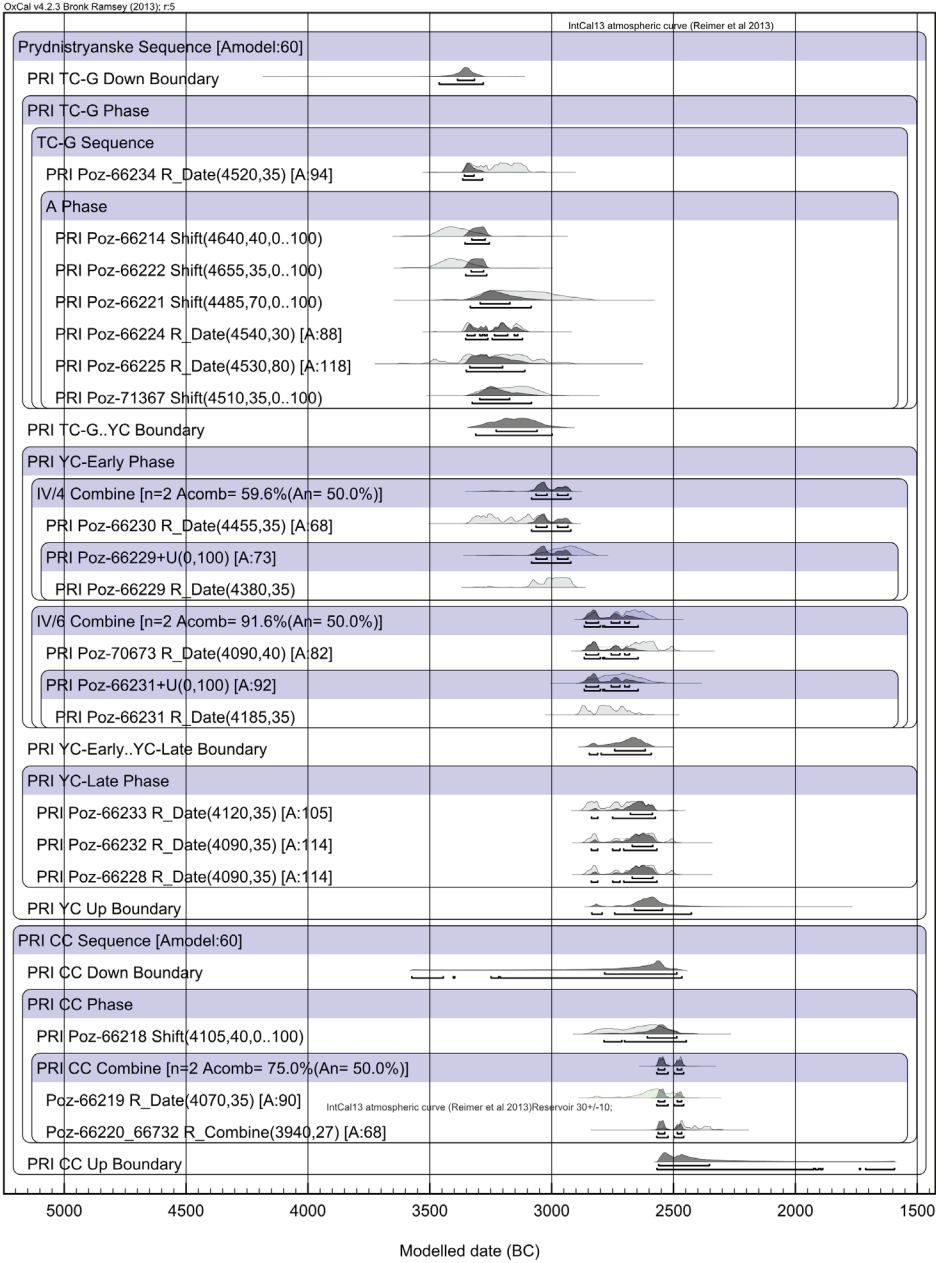 OxCal v4.2.3 Bronk Ramsey (2013); r:5
IntCal13 atmospheric curve (Reimer et al 2013)
Prydnistryanske Sequence [Amodel:60]
PRI TC-G Down Boundary
PRI TC-G Phase
TC-G Sequence
PRI Poz-66234 R_Date(4520,35) [A:94]
A Phase
PRI Poz-66214 Shift(4640,40,0..100)
PRI Poz-66222 Shift(4655,35,0..100)
PRI Poz-66221 Shift(4485,70,0..100)
PRI Poz-66224 R_Date(4540,30) [A:88]
PRI Poz-66225 R_Date(4530,80) [A:118]
PRI Poz-71367 Shift(4510,35,0..100)
PRI TC-G..YC Boundary
PRI YC-Early Phase
IV/4 Combine [n=2 Acomb= 59.6%(An= 50.0%)]
PRI Poz-66230 R_Date(4455,35) [A:68]
PRI Poz-66229+U(0,100) [A:73]
PRI Poz-66229 R_Date(4380,35)
IV/6 Combine [n=2 Acomb= 91.6%(An= 50.0%)]
PRI Poz-70673 R_Date(4090,40) [A:82]
PRI Poz-66231+U(0,100) [A:92]
PRI Poz-66231 R_Date(4185,35)
PRI YC-Early..YC-Late Boundary
PRI YC-Late Phase
PRI Poz-66233 R_Date(4120,35) [A:105]
PRI Poz-66232 R_Date(4090,35) [A:114]
PRI Poz-66228 R_Date(4090,35) [A:114]
PRI YC Up Boundary
PRI CC Sequence [Amodel:60]
PRI CC Down Boundary
PRI CC Phase
PRI Poz-66218 Shift(4105,40,0..100)
PRI CC Combine [n=2 Acomb= 75.0%(An= 50.0%)]
Poz-66219 R_Date(4070,35) [A:90]
IntCal13 atmospheric curve (Reimer et al 2013)Reservoir 30+/-10;
Poz-66220_66732 R_Combine(3940,27) [A:68]
PRI CC Up Boundary
5000 4500 4000 3500 3000 2500 2000 1500
Modelled date (BC)